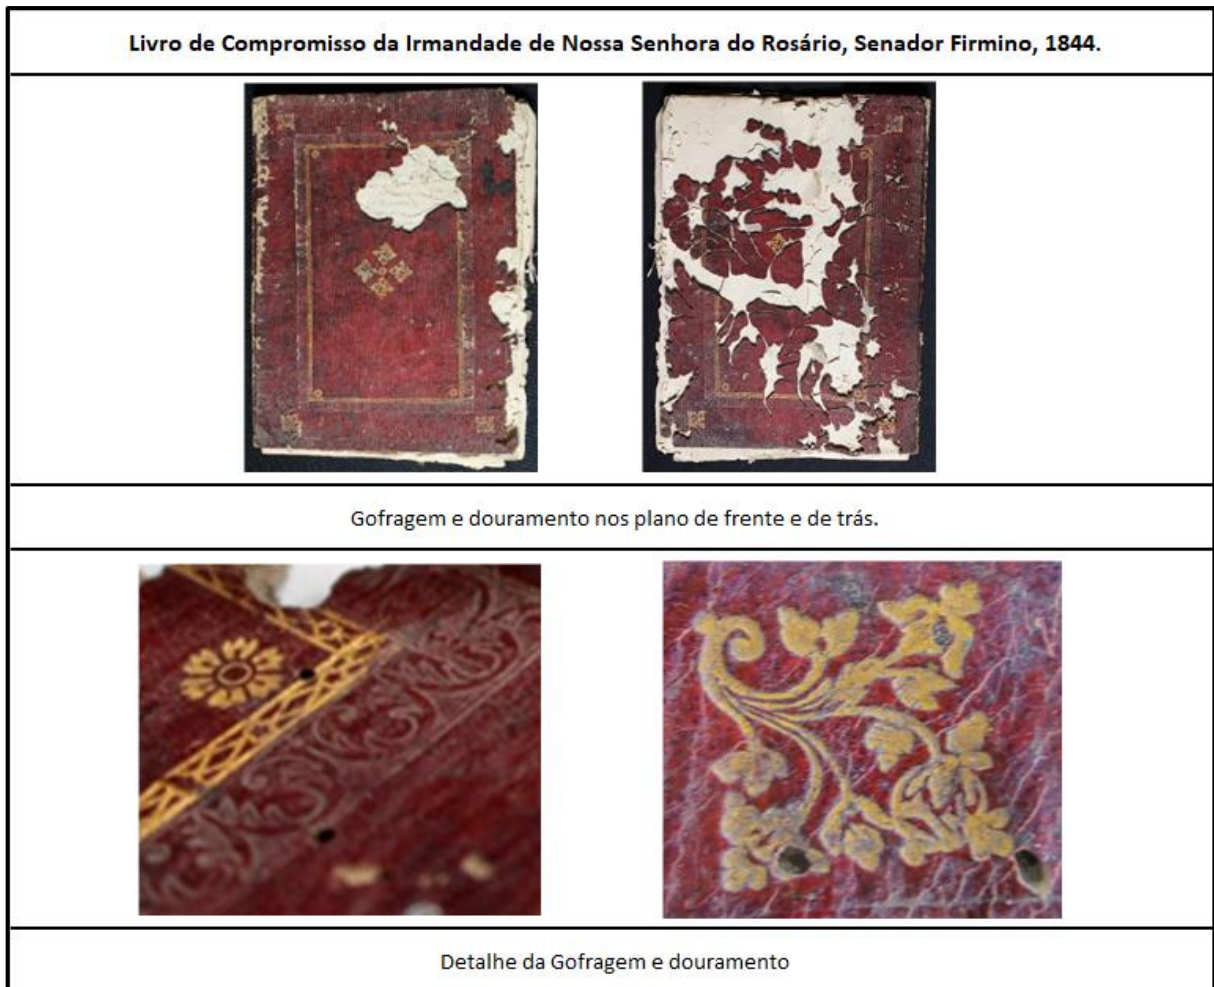 Livro de Compromisso da Irmandade de Nossa Senhora do Rosário, Senador Firmino, 1844.
Gofragem e douramento nos plano de frente e de trás.
Detalhe da Gofragem e douramento